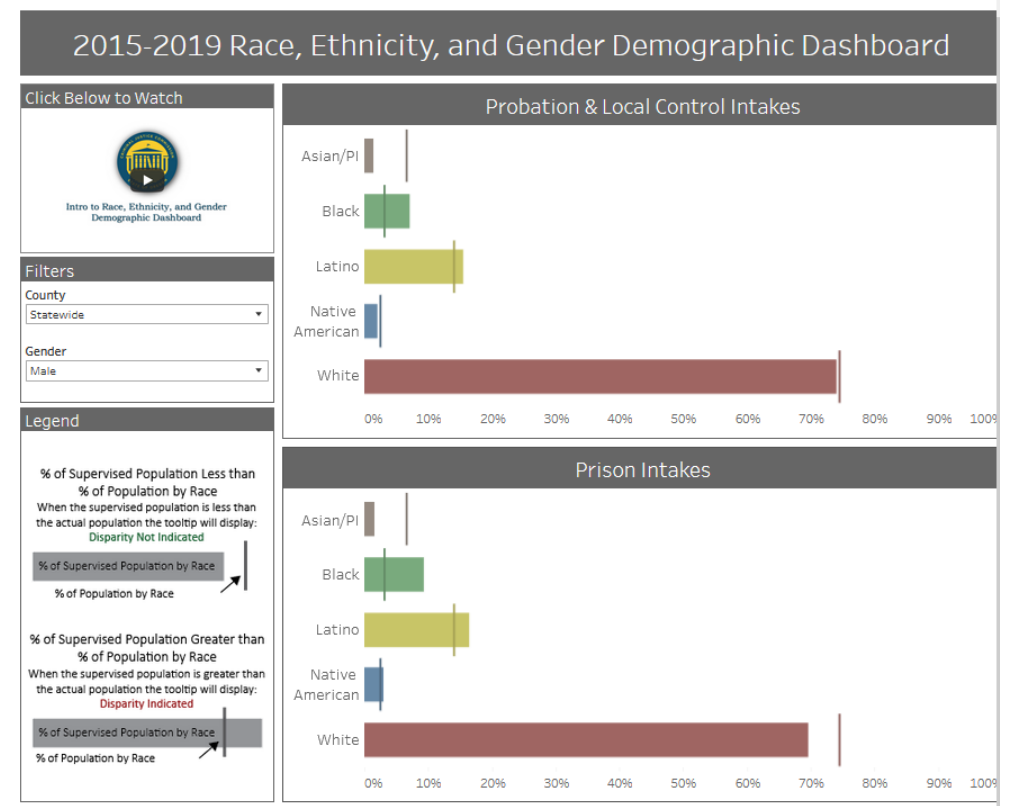 2015-2019 Race, Ethnicity, and Gender Demographic Dashboard
Click Below to Watch
Intro to Race, Ethnicity, and Gender
Demographic Dashboard
Filters
County
Statewide
Gender
Male
Legend
% of Supervised Population Less than
% of Population by Race
When the supervised population is less than
the actual population the tooltip will display:
Disparity Not Indicated
% of Supervised Population by Race
% of Population by Race
% of Supervised Population Greater than
% of Population by Race
When the supervised population is greater than
the actual population the tooltip will display:
Disparity Indicated
% of Supervised Population by Race
% of Population by Race
Probation & Local Control Intakes
Asian/PI
Black
Latino
Native
American
White
0% 10% 20% 30% 40% 50% 60% 70% 80% 90% 100%
Prison Intakes
Asian/PI
Black
Latino
Native
American
White
0% 10% 20% 30% 40% 50% 60% 70% 80% 90% 100%